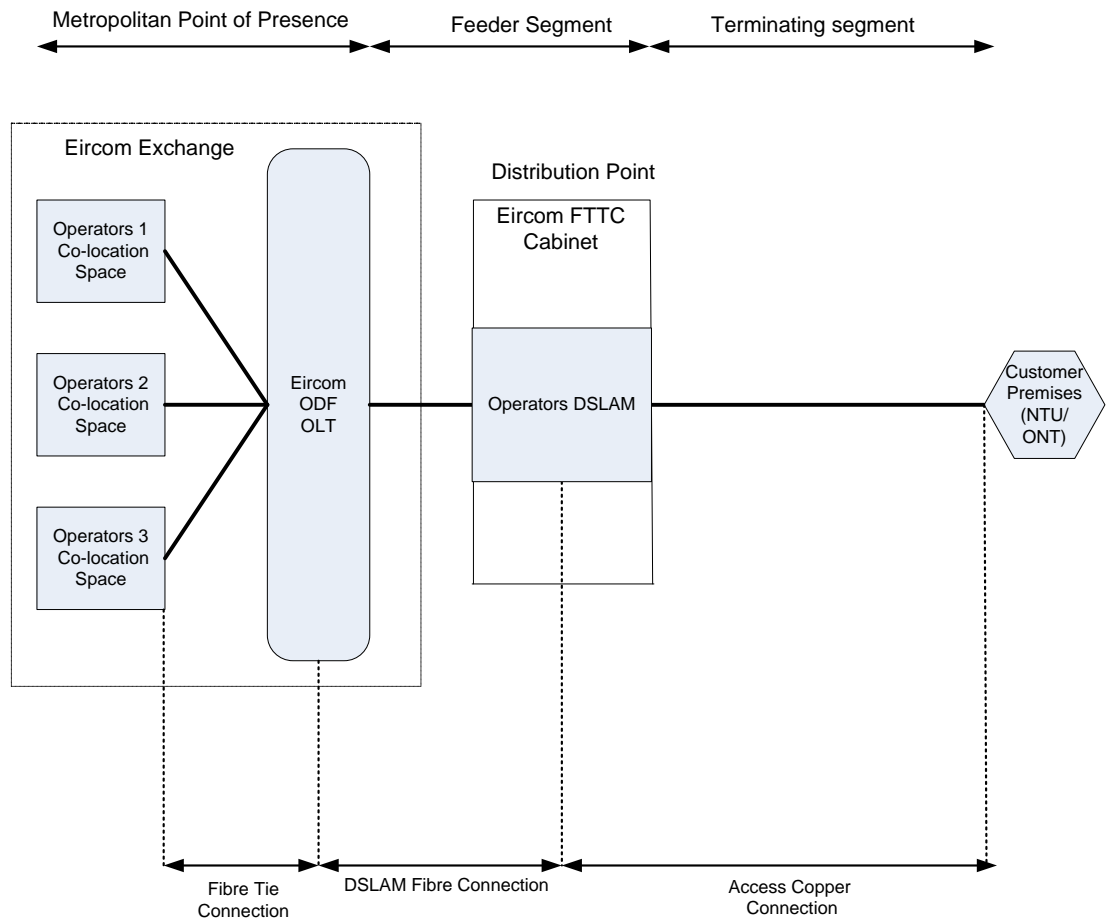 Metropolitan Point of Presence
Feeder Segment
Terminating segment
Eircom Exchange
Distribution Point
Eircom FTTC
Cabinet
Operators 1
Co-location
Space
Operators 2
Co-location
Space
Operators 3
Co-location
Space
Eircom
ODF
OLT
Operators DSLAM
Customer
Premises
(NTU/
ONT)
Fibre Tie
Connection
DSLAM Fibre Connection
Access Copper
Connection